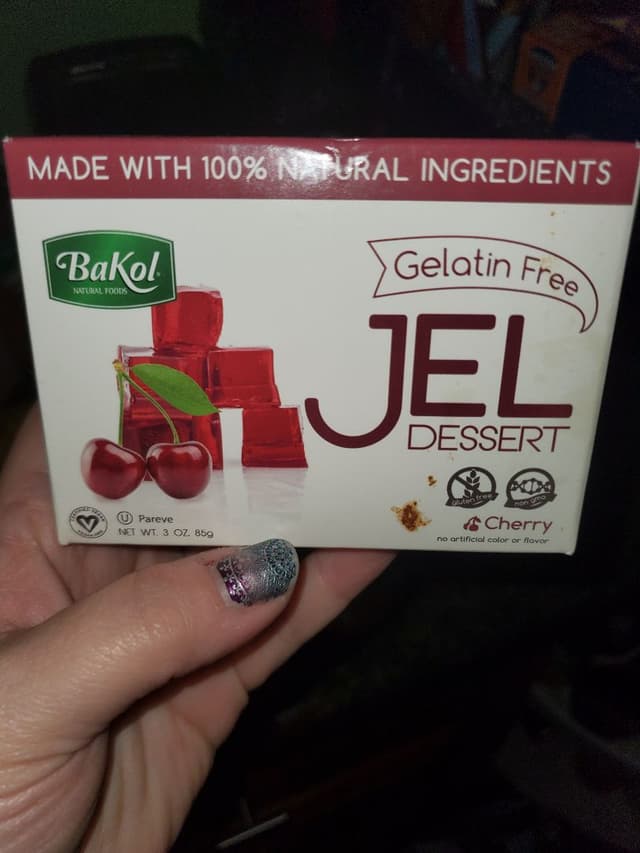 MADE WITH 100% NATURAL INGREDIENTS
BaKol
NATURAL FOODS
Gelatin Free
JEL
DESSERT
gluten free
non gmo
Cherry
no artificial color or flavor
U Pareve
NET WT. 3 OZ. 85g